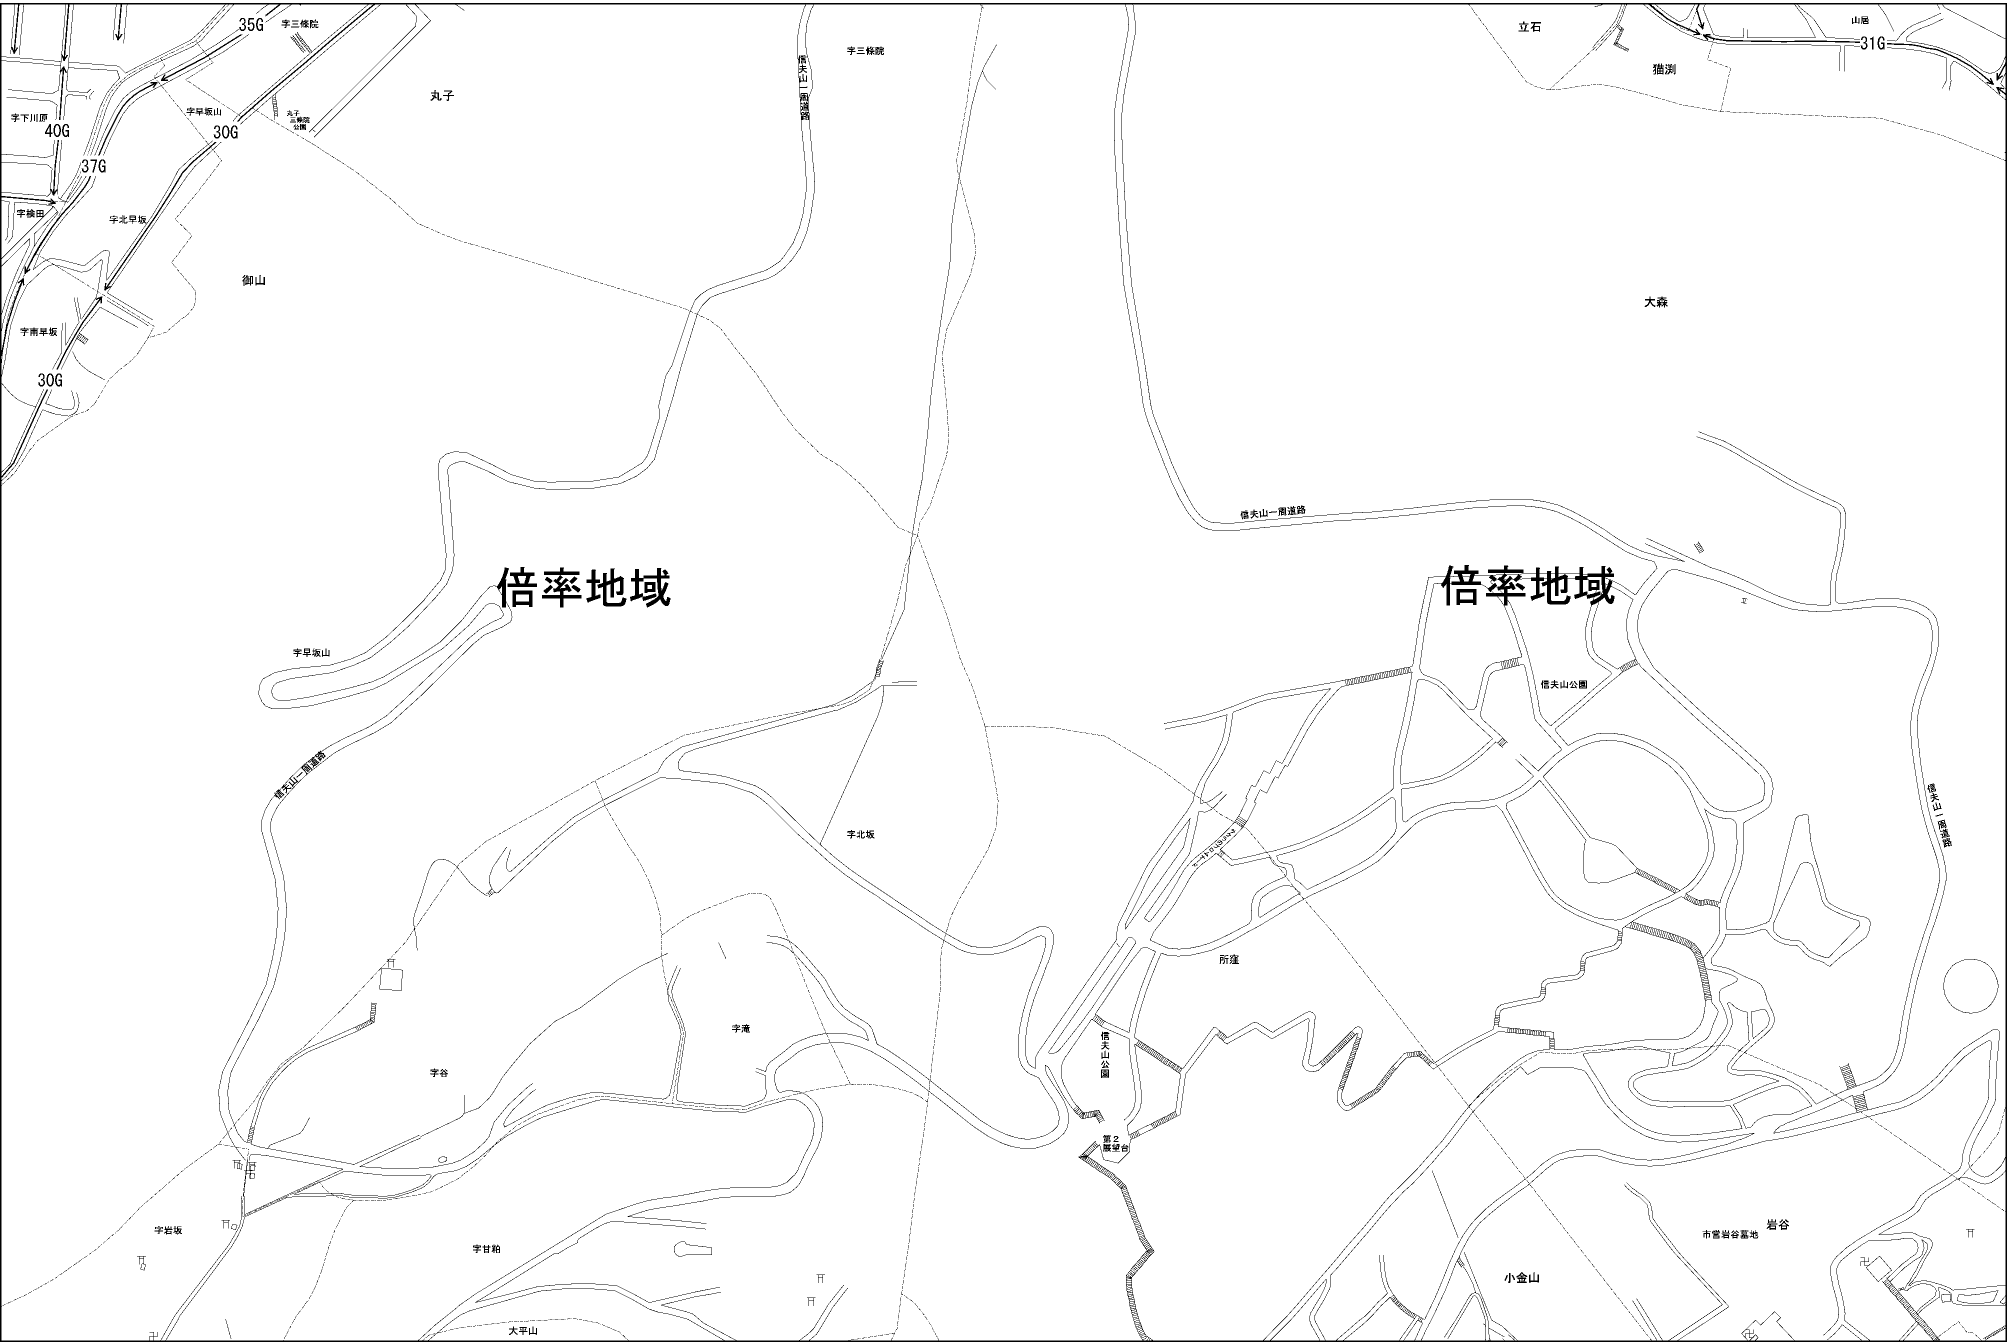 35G
字三條院
字三條院
立石
山居
31G
猫渕
信夫山一周道路
丸子
字早坂山
丸子
三條院
公園
字下川原
40G
30G
37G
字檢田
字北早坂
御山
大森
字南早坂
30G
信夫山一周道路
倍率地域
倍率地域
字早坂山
信夫山公園
信夫山一周道路
信夫山一周道路
字北坂
所窪
字滝
信夫山公園
字谷
第2
展望台
字岩坂
字甘粕
岩谷
市営岩谷墓地
小金山
大平山